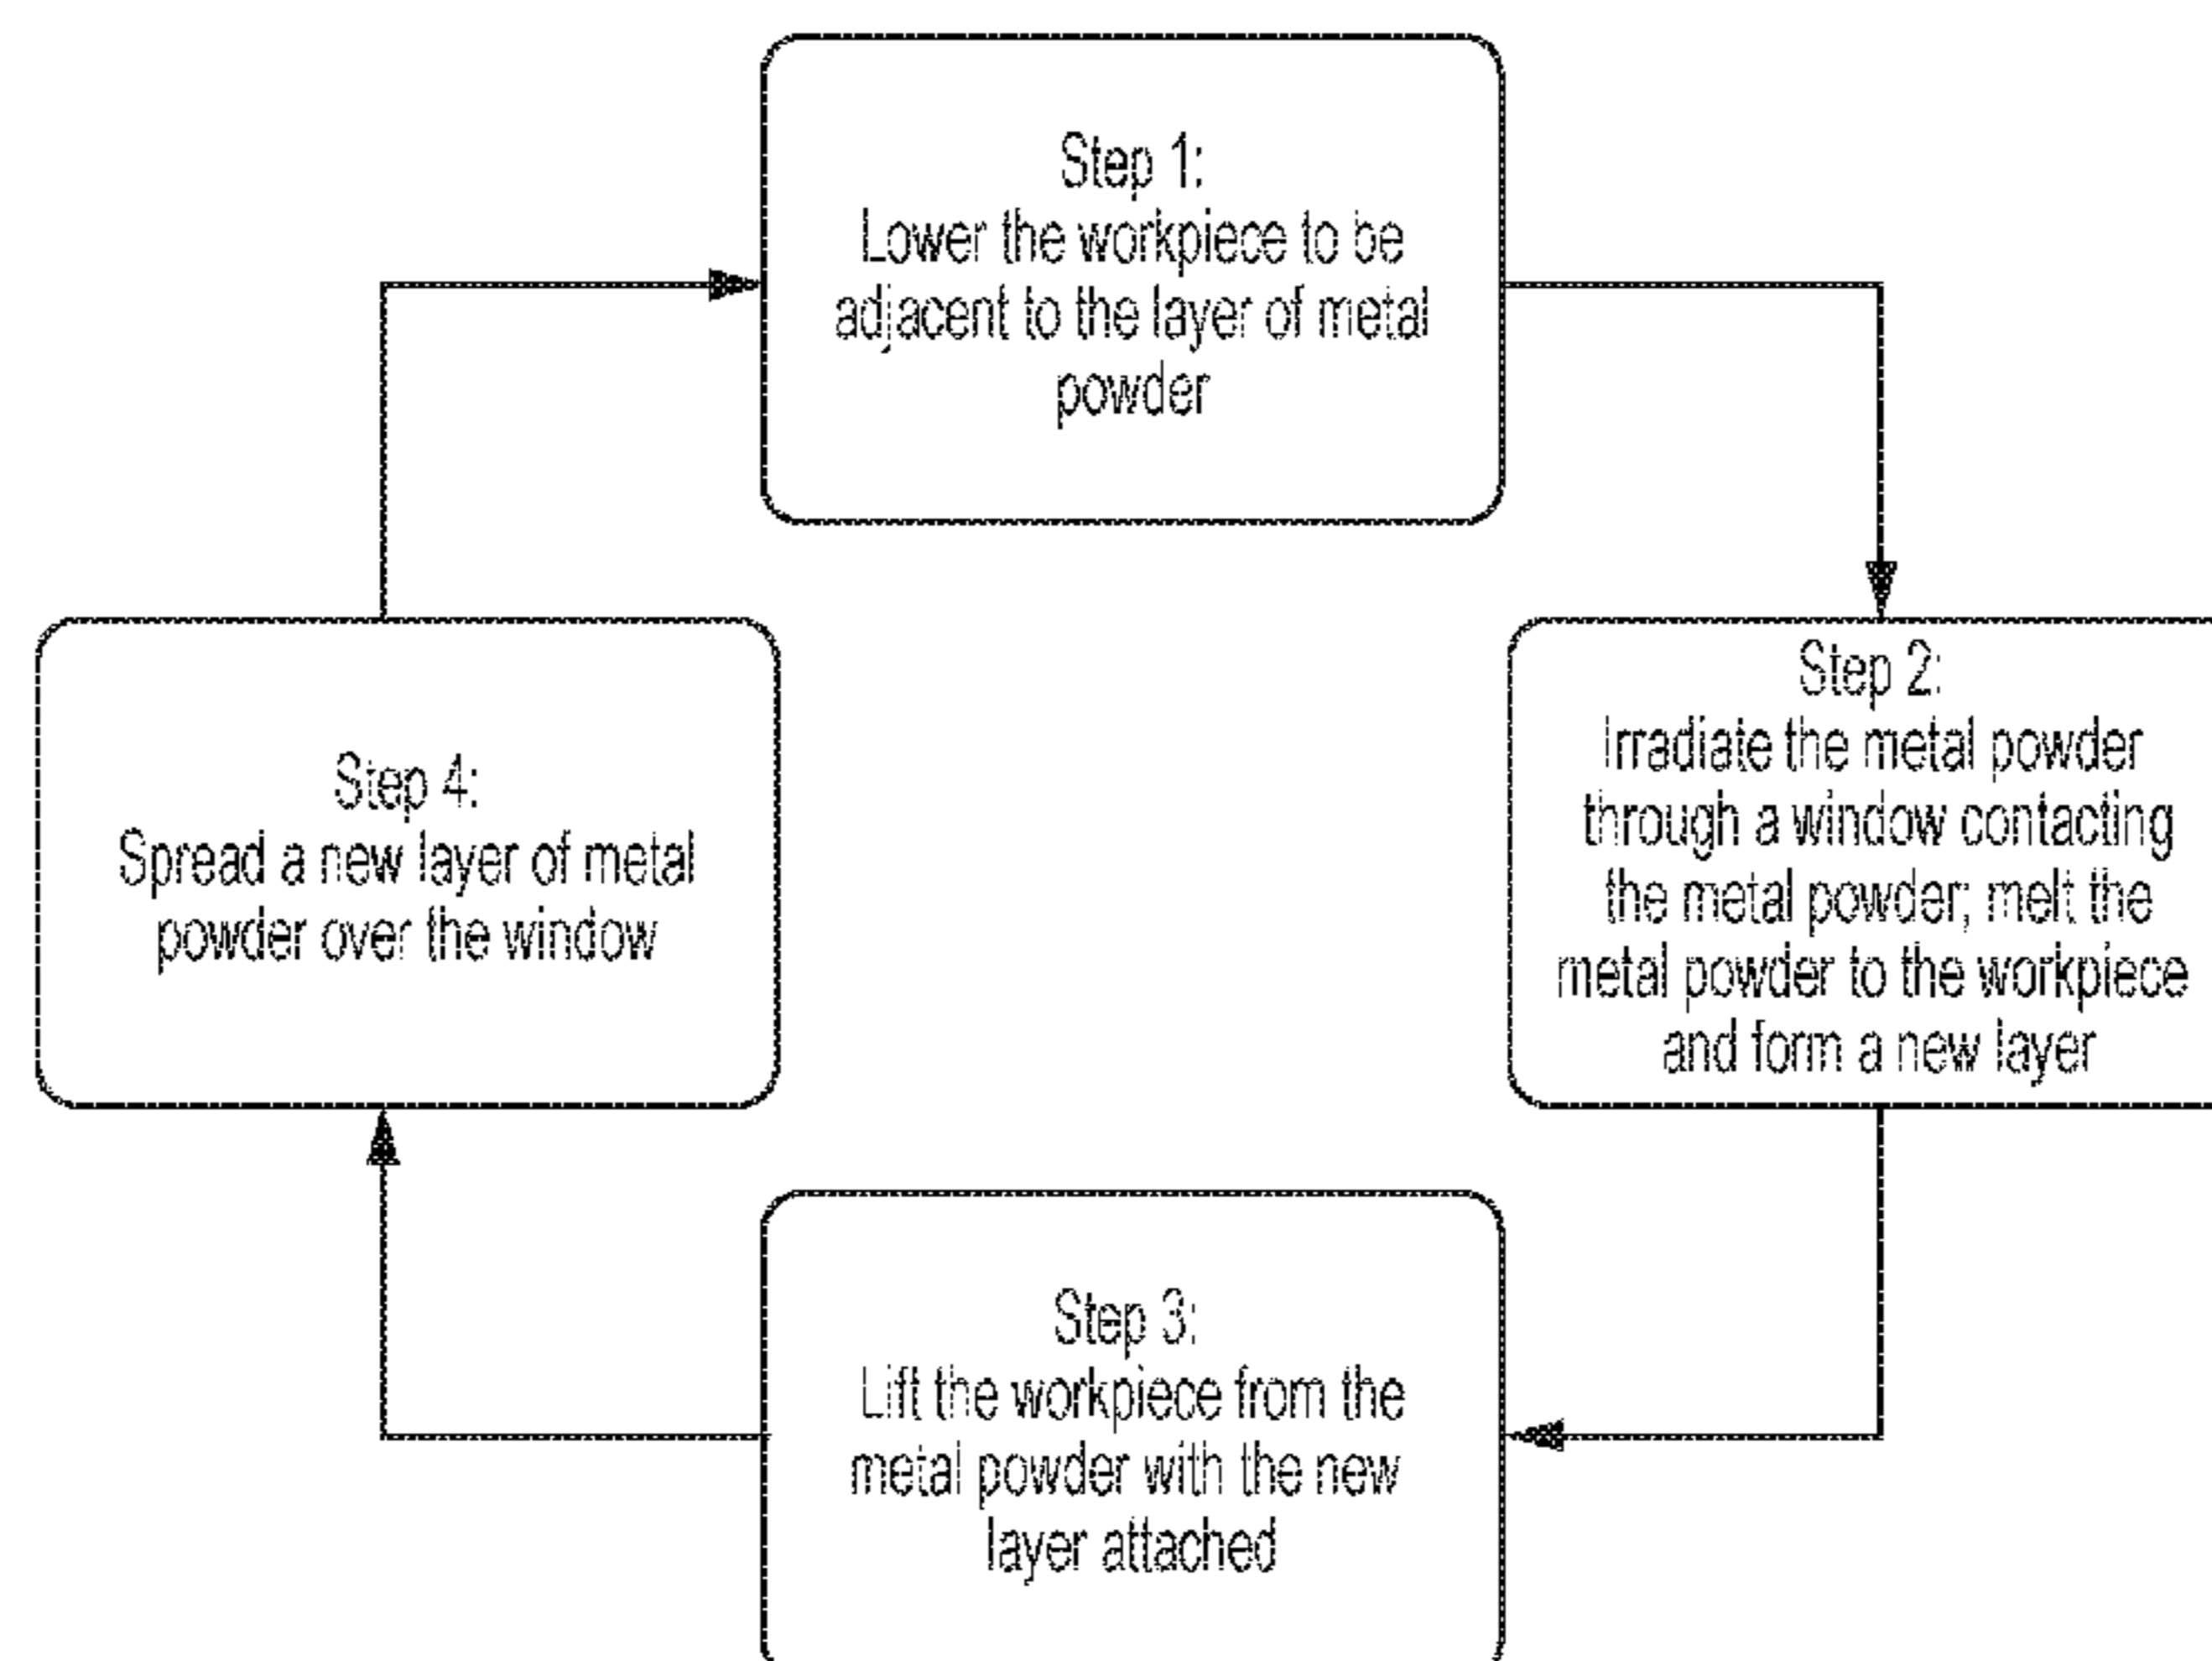 Step 1:
Lower the workpiece to be
adjacent to the layer of metal
powder
Step 2:
Irradiate the metal powder
through a window contacting
the metal powder; melt the
metal powder to the workpiece
and form a new layer
Step 3:
Lift the workpiece from the
metal powder with the new
layer attached
Step 4:
Spread a new layer of metal
powder over the window